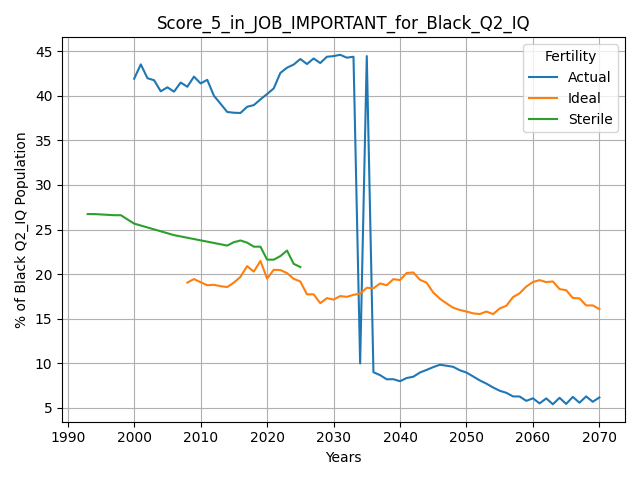 Score_5_in_JOB_IMPORTANT_for_Black_Q2_IQ
Fertility
Actual
Ideal
Sterile
% of Black Q2_IQ Population
45
40
35
30
25
20
15
10
5
1990 2000 2010 2020 2030 2040 2050 2060 2070
Years